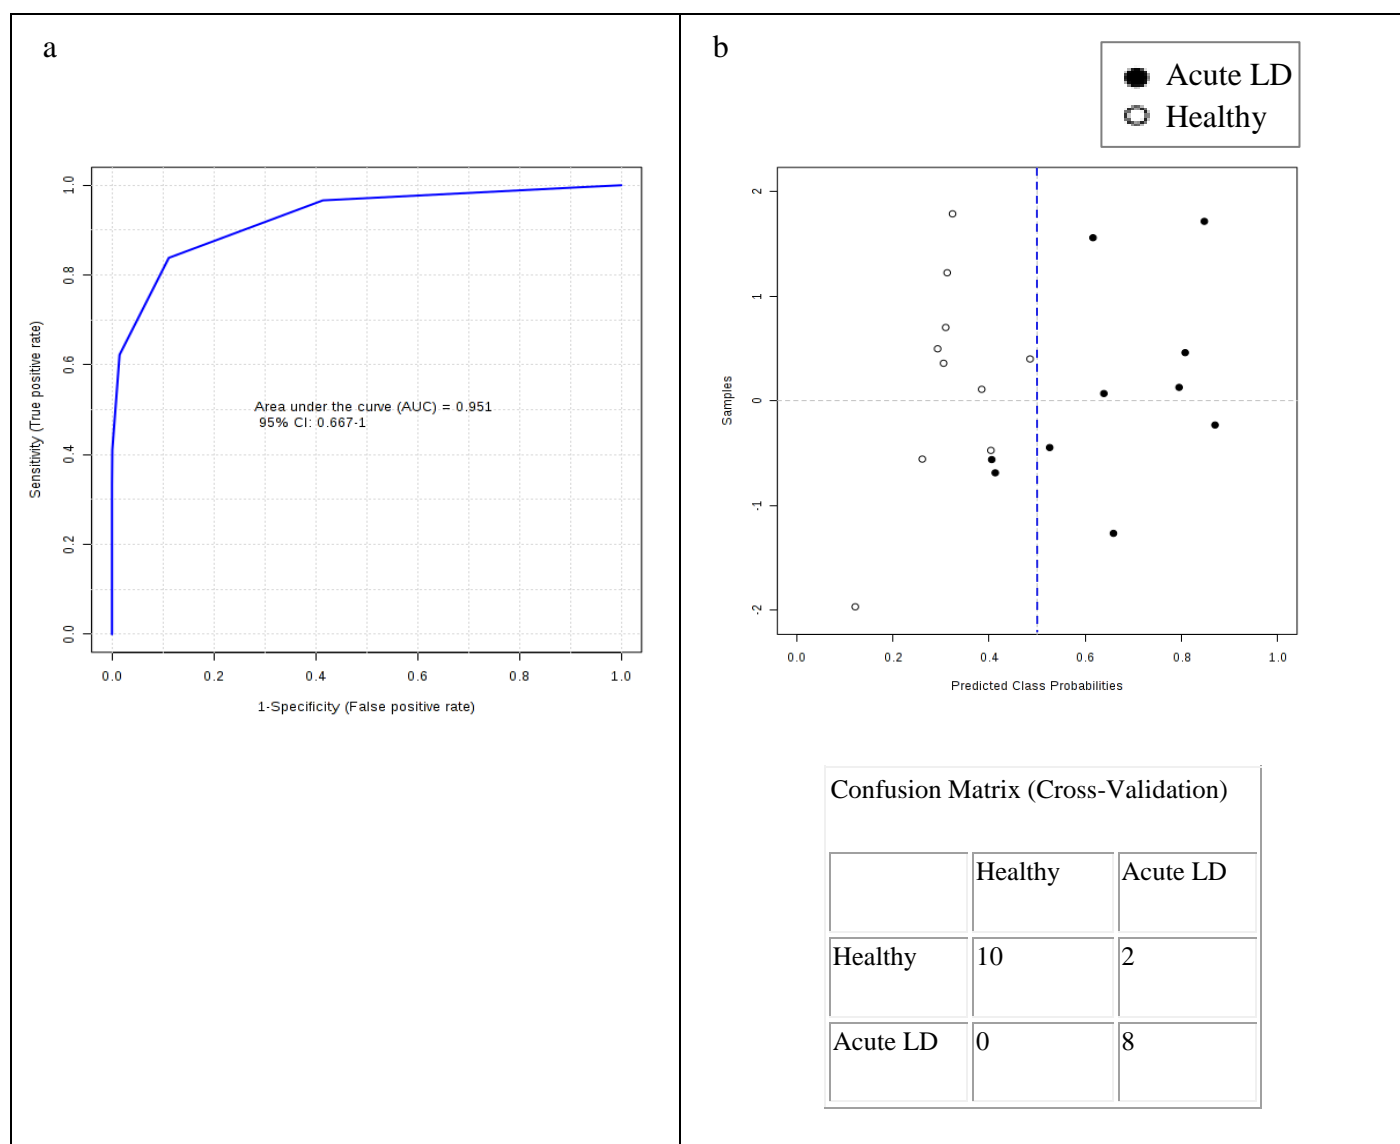 a
1.0
0.8
0.6
0.4
0.2
0.0
Sensitivity (True positive rate)
Area under the curve (AUC) = 0.951
95% CI: 0.667-1
0.0 0.2 0.4 0.6 0.8 1.0
1-Specificity (False positive rate)
b
Acute LD
Healthy
2
1
0
-1
-2
Samples
0.0 0.2 0.4 0.6 0.8 1.0
Predicted Class Probabilities
Confusion Matrix (Cross-Validation)
Healthy Acute LD
Healthy 10 2
Acute LD 0 8